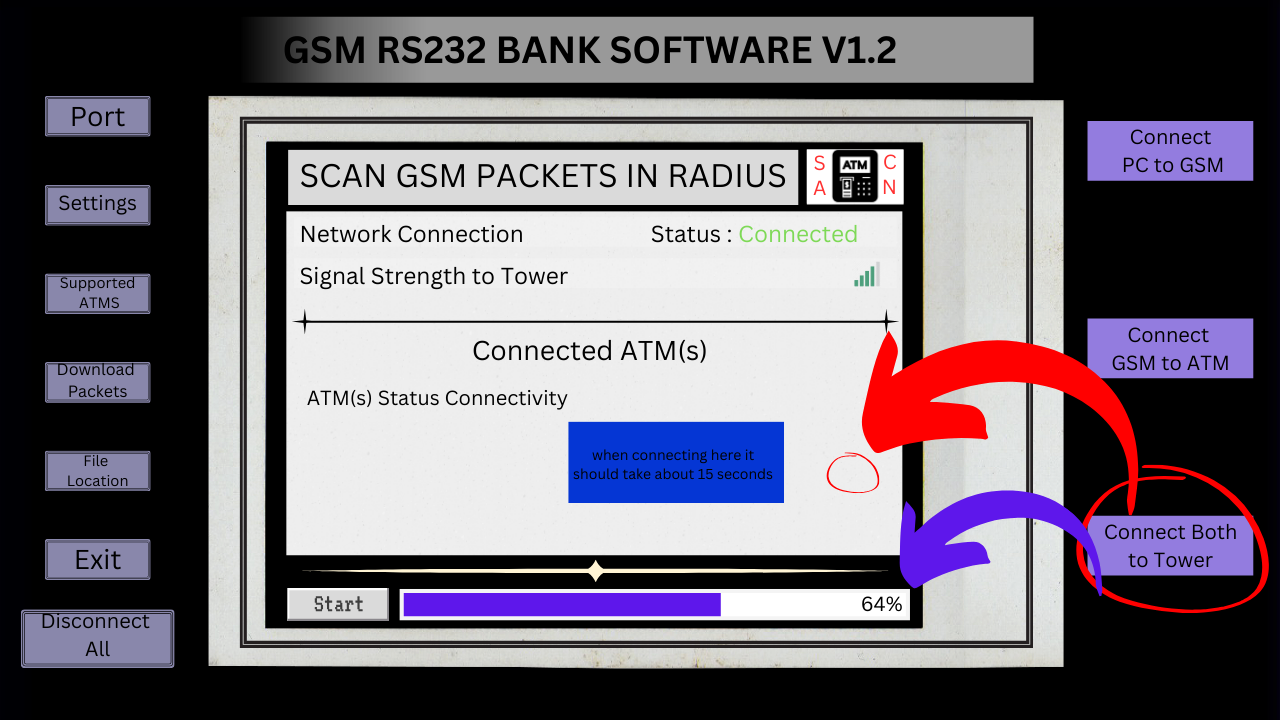 GSM RS232 BANK SOFTWARE V1.2
Port
Settings
Supported
ATMS
Download
Packets
File
Location
Exit
Disconnect
All
SCAN GSM PACKETS IN RADIUS
S ATM C
A $ N
Network Connection Status : Connected
Signal Strength to Tower
Connected ATM(s)
ATM(s) Status Connectivity
when connecting here it
should take about 15 seconds
Start 64%
Connect
PC to GSM
Connect
GSM to ATM
Connect Both
to Tower